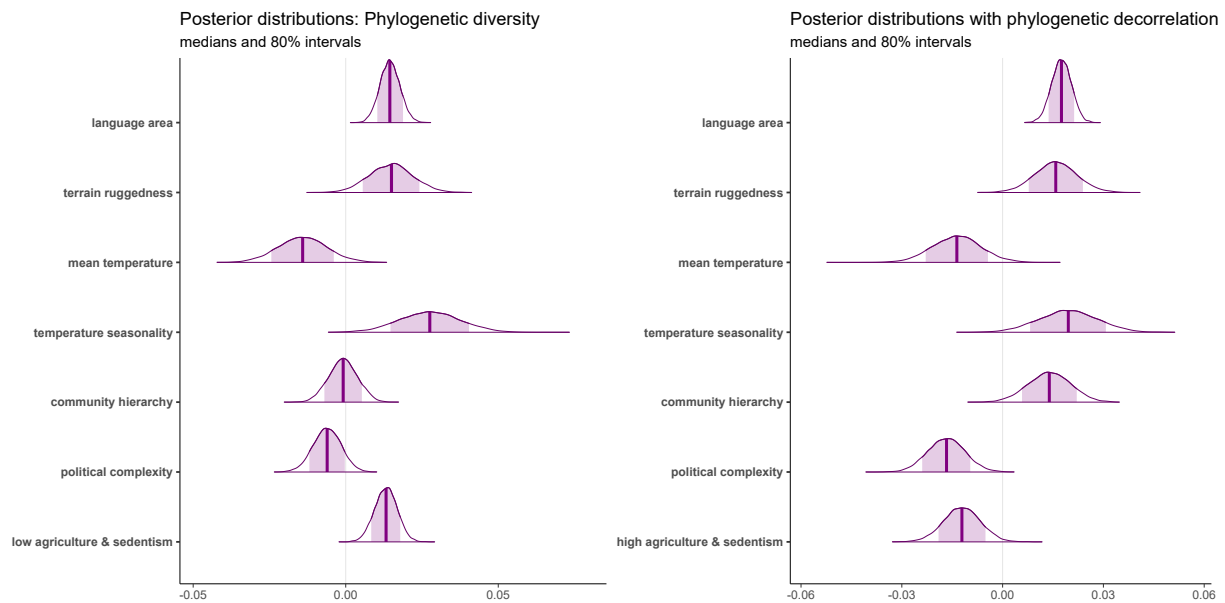 Posterior distributions: Phylogenetic diversity
medians and 80% intervals
language area
terrain ruggedness
mean temperature
temperature seasonality
community hierarchy
political complexity
low agriculture & sedentism
-0.05 0.00 0.05
Posterior distributions with phylogenetic decorrelation
medians and 80% intervals
language area
terrain ruggedness
mean temperature
temperature seasonality
community hierarchy
political complexity
high agriculture & sedentism
-0.06 -0.03 0.00 0.03 0.06